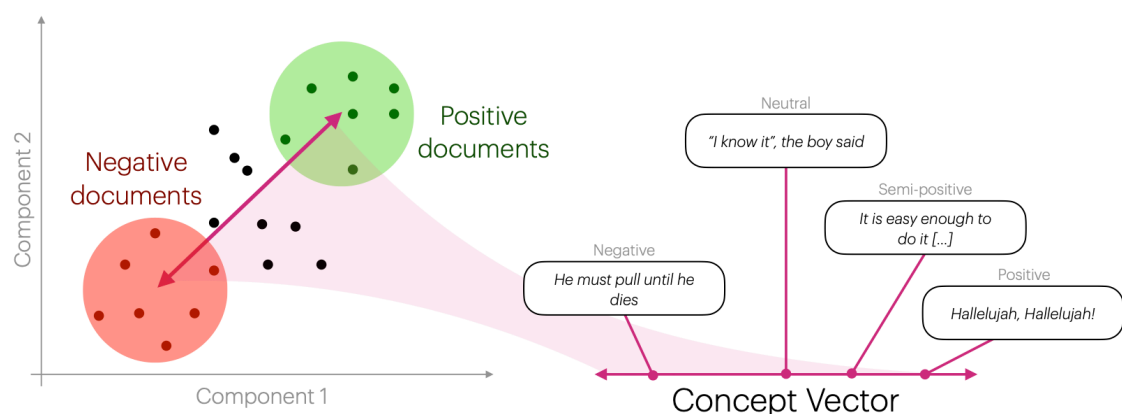 Component 2
Negative
documents
Positive
documents
Component 1
Neutral
“I know it”, the boy said
Semi-positive
It is easy enough to
do it [...]
Negative
He must pull until he
dies
Positive
Hallelujah, Hallelujah!
Concept Vector